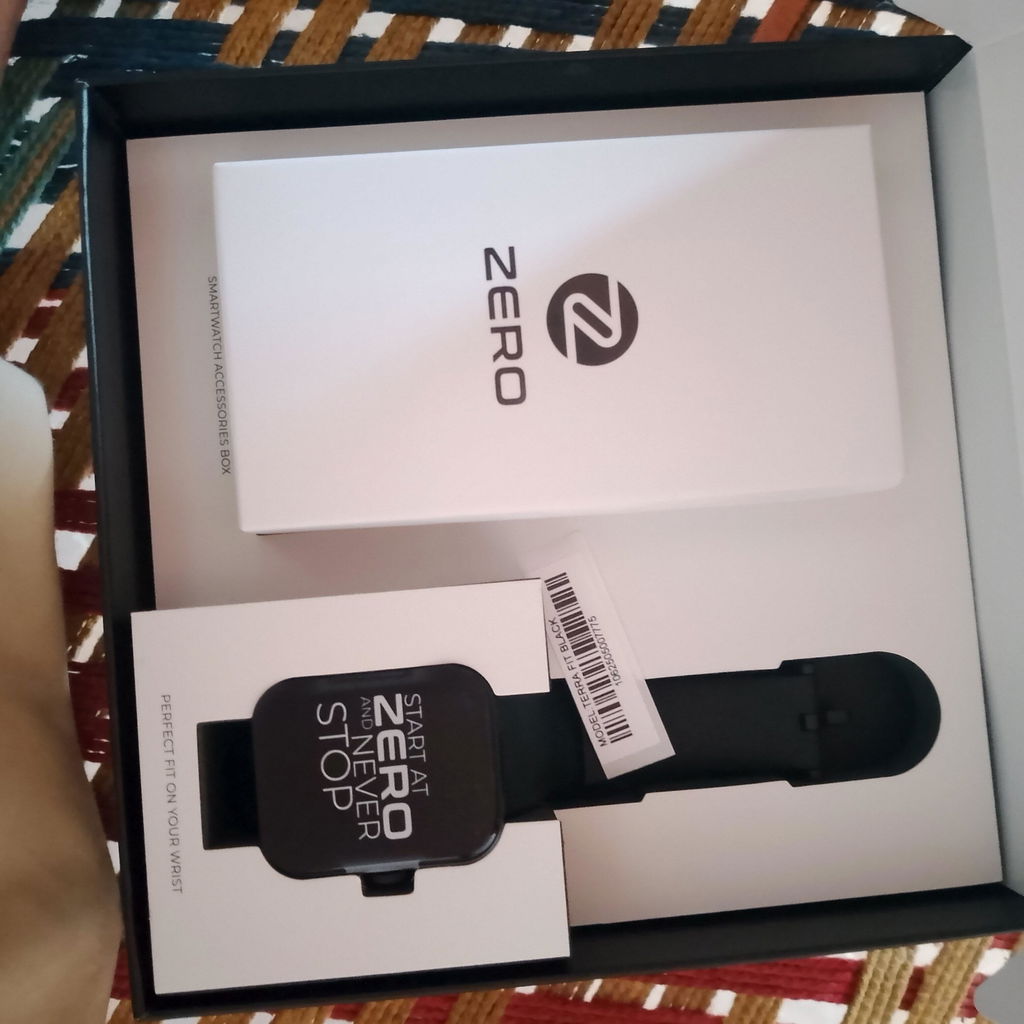 ZERO
SMARTWATCH ACCESSORIES BOX
MODEL:TERRA FIT BLACK
1062505007775
START AT
ZERO
AND NEVER
STOP
PERFECT FIT ON YOUR WRIST